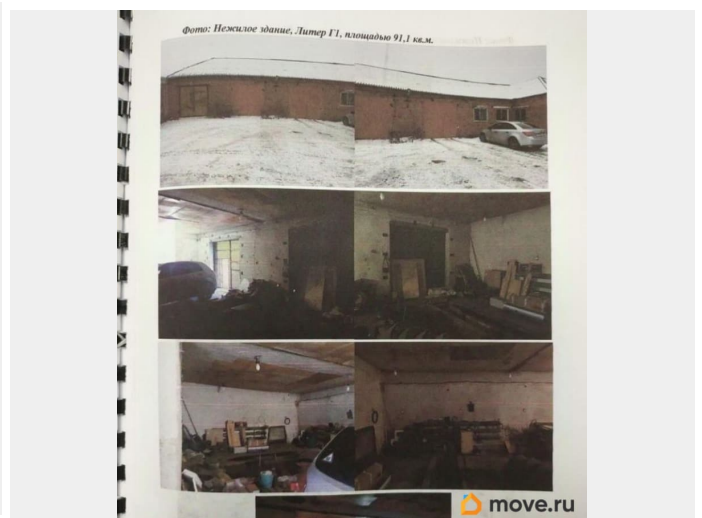 Фото: Нежилое здание, Литер Г1, площадью 91,1 кв.м.
move.ru